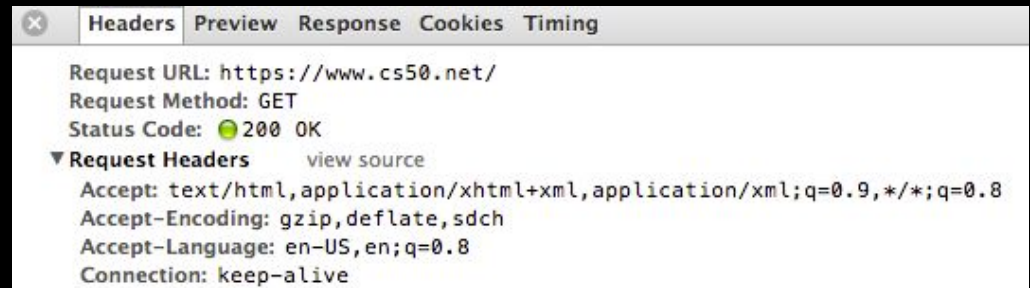 Headers Preview Response Cookies Timing
Request URL: https://www.cs50.net/
Request Method: GET
Status Code: 200 OK
Request Headers view source
Accept: text/html,application/xhtml+xml,application/xml;q=0.9,*/*;q=0.8
Accept-Encoding: gzip,deflate,sdch
Accept-Language: en-US,en;q=0.8
Connection: keep-alive